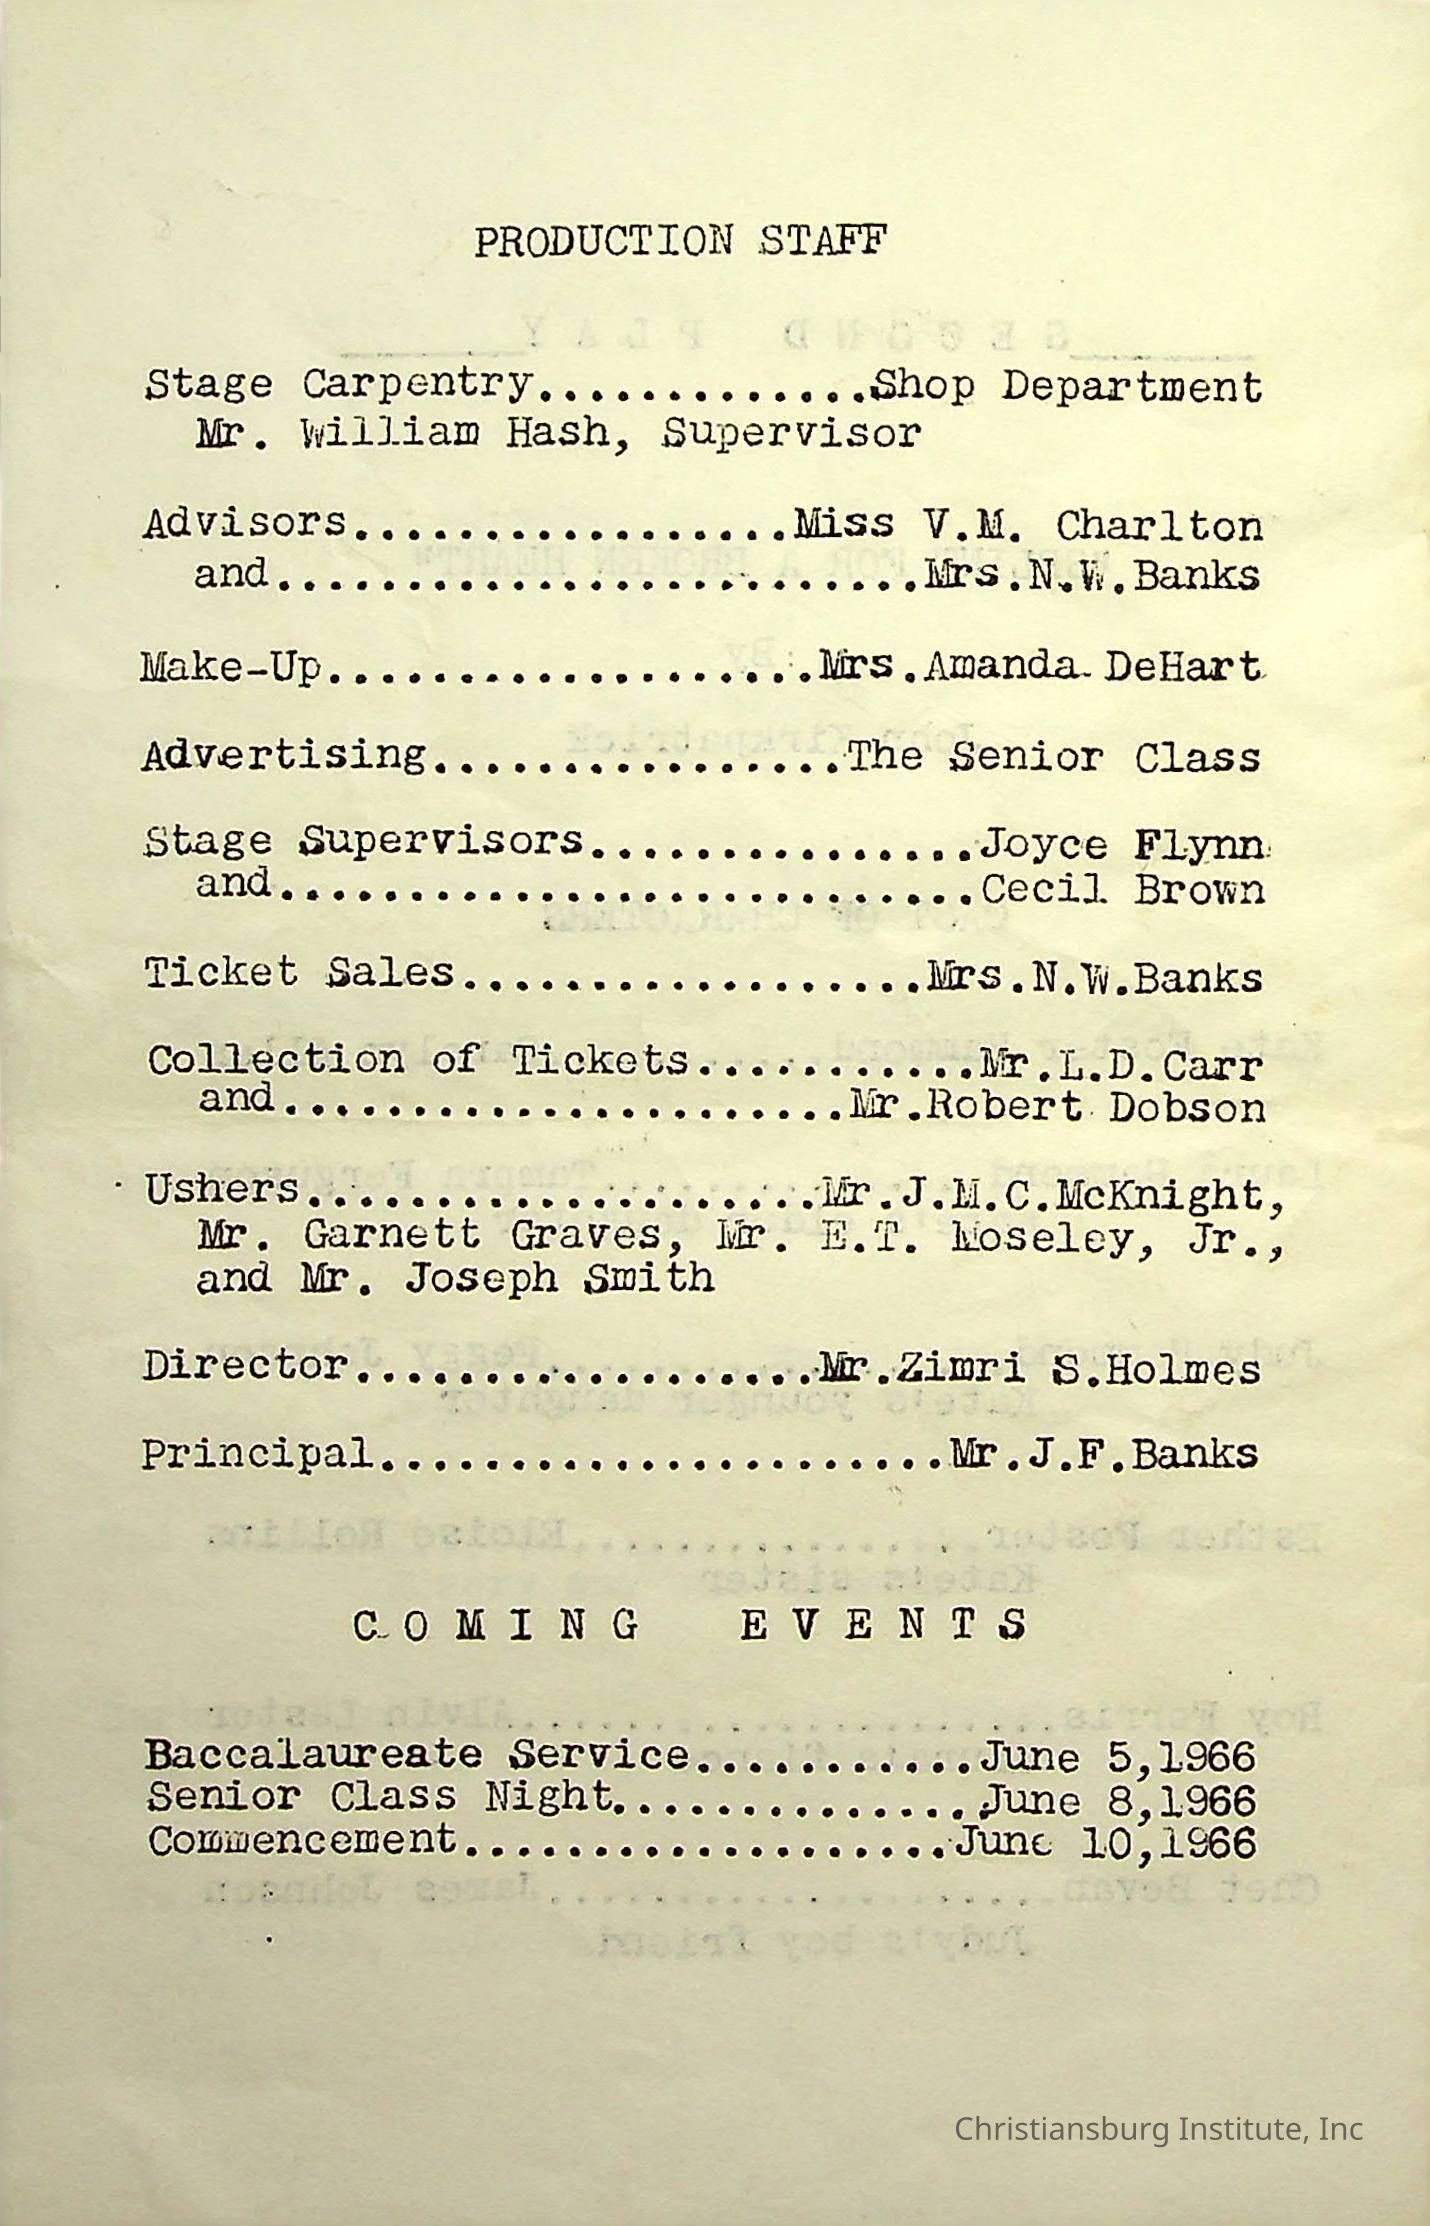 PRODUCTION STAFF
Stage Carpentry.............Shop Department
Mr. William Hash, Supervisor
Advisors.................Miss V.M. Charlton
and.........................Mrs.N.W.Banks
Make-Up...................Mrs.Amanda DeHart
Advertising................The Senior Class
Stage Supervisors...............Joyce Flynn
and...........................Cecil Brown
Ticket Sales..................Mrs.N.W.Banks
Collection of Tickets...........Mr.L.D.Carr
and......................Mr.Robert Dobson
Ushers....................Mr.J.M.C.McKnight,
Mr. Garnett Graves, Mr. E.T. Moseley, Jr.,
and Mr. Joseph Smith
Director..................Mr.Zimri S.Holmes
Principal......................Mr.J.F.Banks
COMING EVENTS
Baccalaureate Service...........June 5,1966
Senior Class Night..............June 8,1966
Commencement...................June 10,1966
Christiansburg Institute, Inc